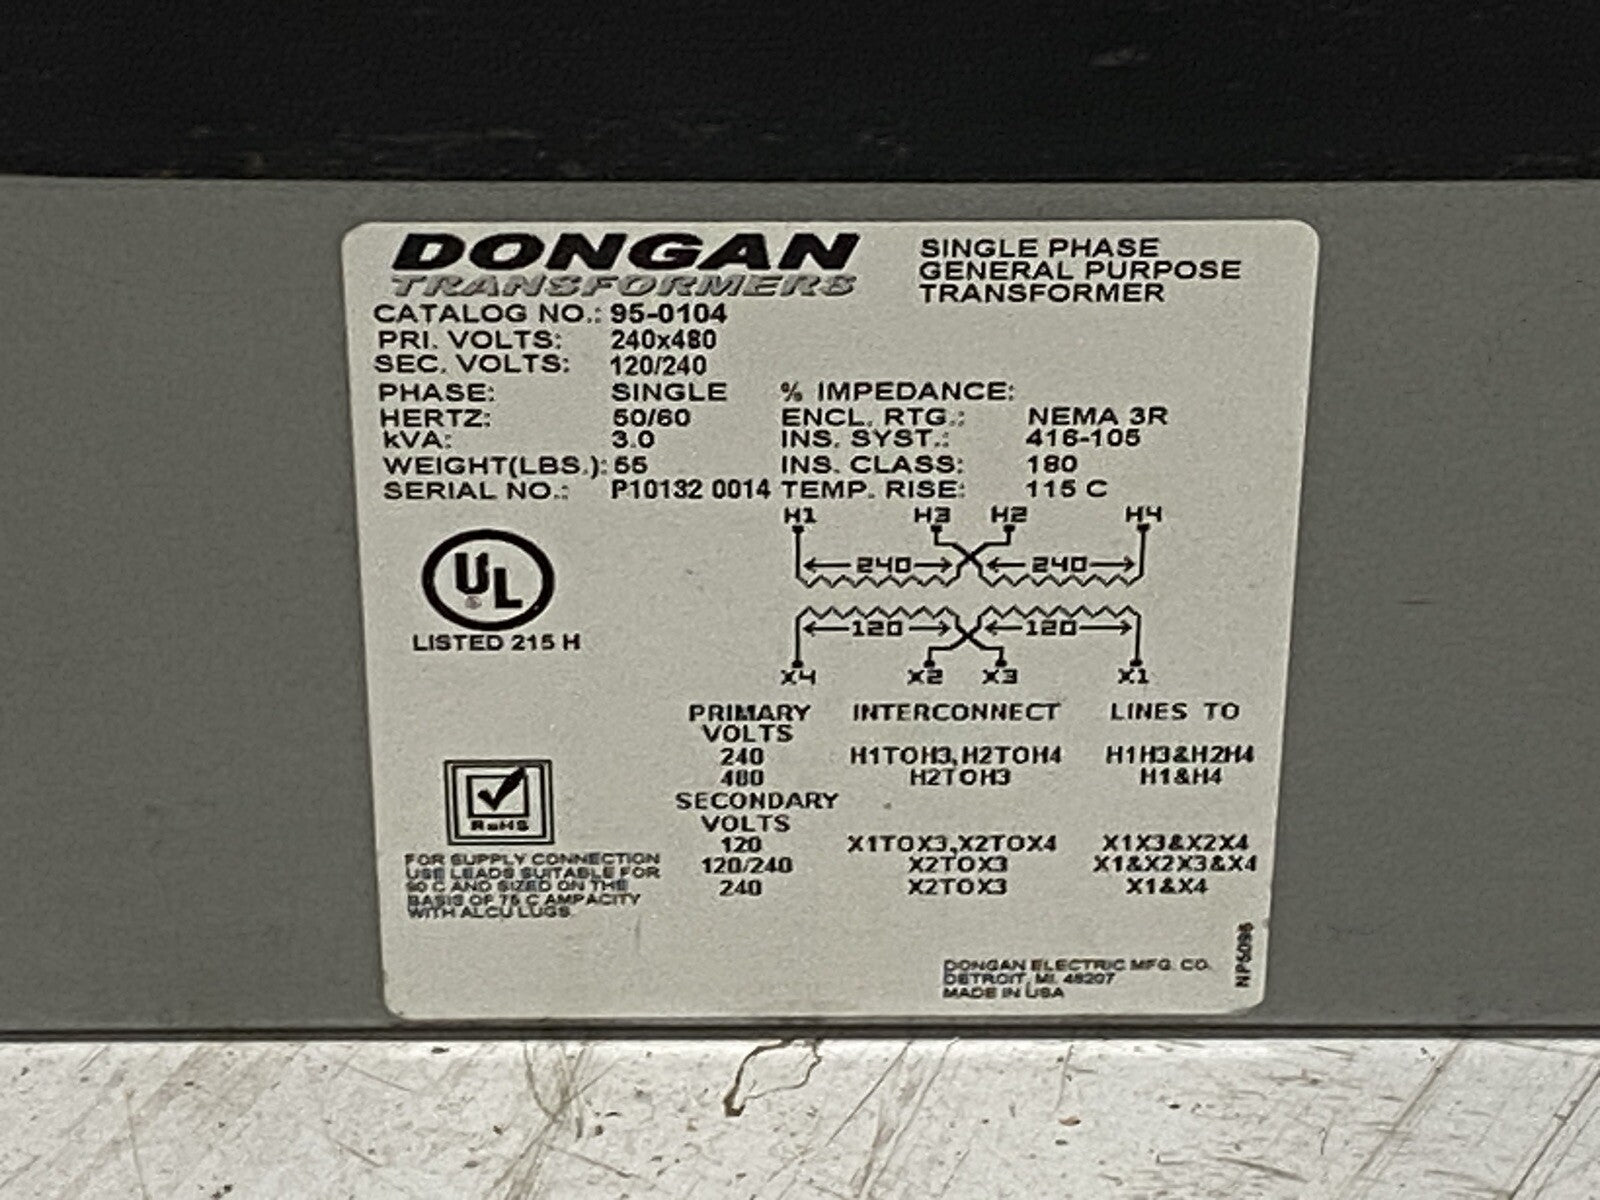 DONGAN
TRANSFORMERS
SINGLE PHASE
GENERAL PURPOSE
TRANSFORMER
CATALOG NO.: 95-0104
PRI. VOLTS: 240x480
SEC. VOLTS: 120/240
PHASE: SINGLE % IMPEDANCE:
HERTZ: 50/60 ENCL. RTG.: NEMA 3R
kVA: 3.0 INS. SYST.: 416-105
WEIGHT(LBS.): 55 INS. CLASS: 180
SERIAL NO.: P10132 0014 TEMP. RISE: 115 C
H1 H3 H2 H4
240 240
120 120
X4 X2 X3 X1
UL
®
LISTED 215 H
PRIMARY INTERCONNECT LINES TO
VOLTS
240 H1TOH3,H2TOH4 H1H3&H2H4
480 H2TOH3 H1&H4
SECONDARY
VOLTS
120 X1TOX3,X2TOX4 X1X3&X2X4
120/240 X2TOX3 X1&X2X3&X4
240 X2TOX3 X1&X4
RoHS
FOR SUPPLY CONNECTION
USE LEADS SUITABLE FOR
90 C AND SIZED ON THE
BASIS OF 75 C AMPACITY
WITH ALCU LUGS.
DONGAN ELECTRIC MFG. CO.
DETROIT, MI. 48207
MADE IN USA
NP5096